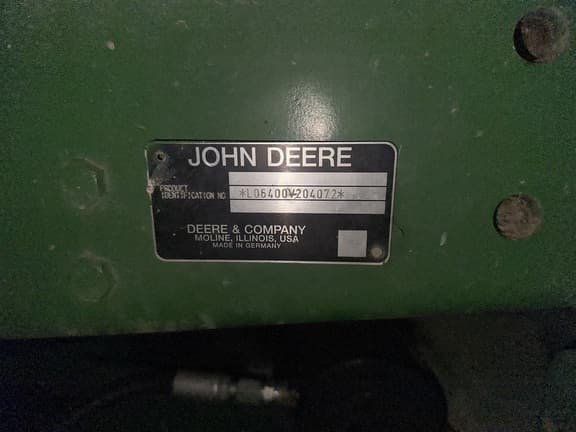 JOHN DEERE
PRODUCT
IDENTIFICATION NO
*L06400V204072*
DEERE & COMPANY
MOLINE, ILLINOIS, USA
MADE IN GERMANY